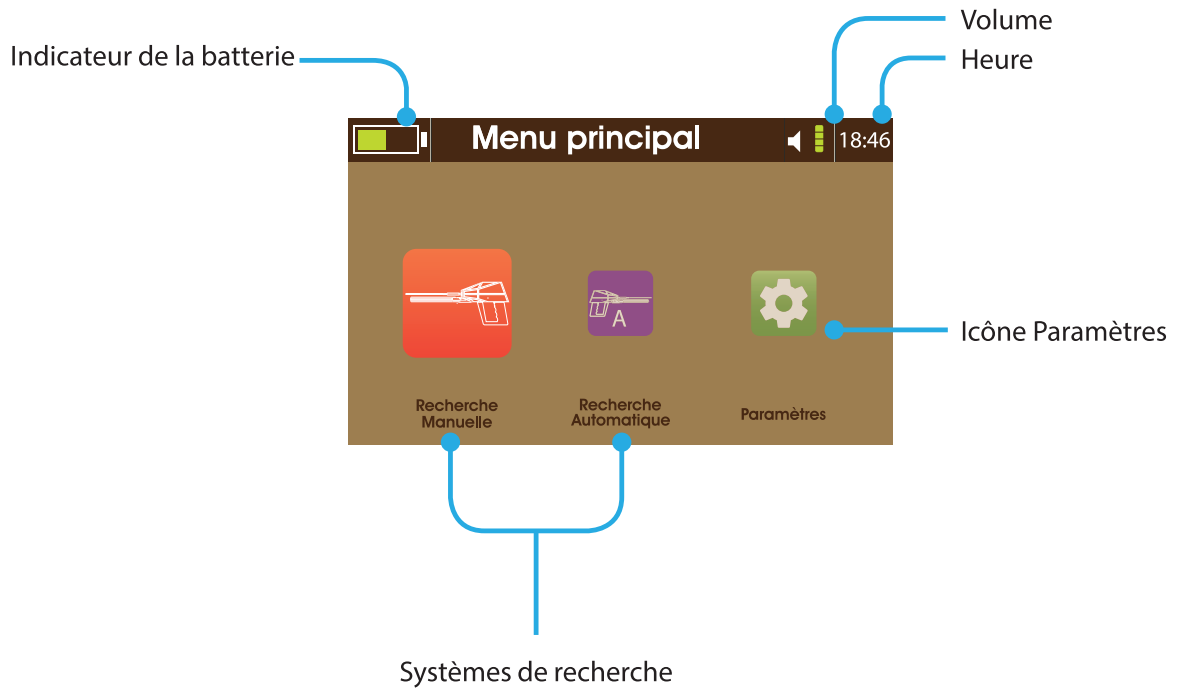 Volume
Indicateur de la batterie
Heure
Menu principal
18:46
A
Icône Paramètres
Recherche
Manuelle
Recherche
Automatique
Paramètres
Systèmes de recherche